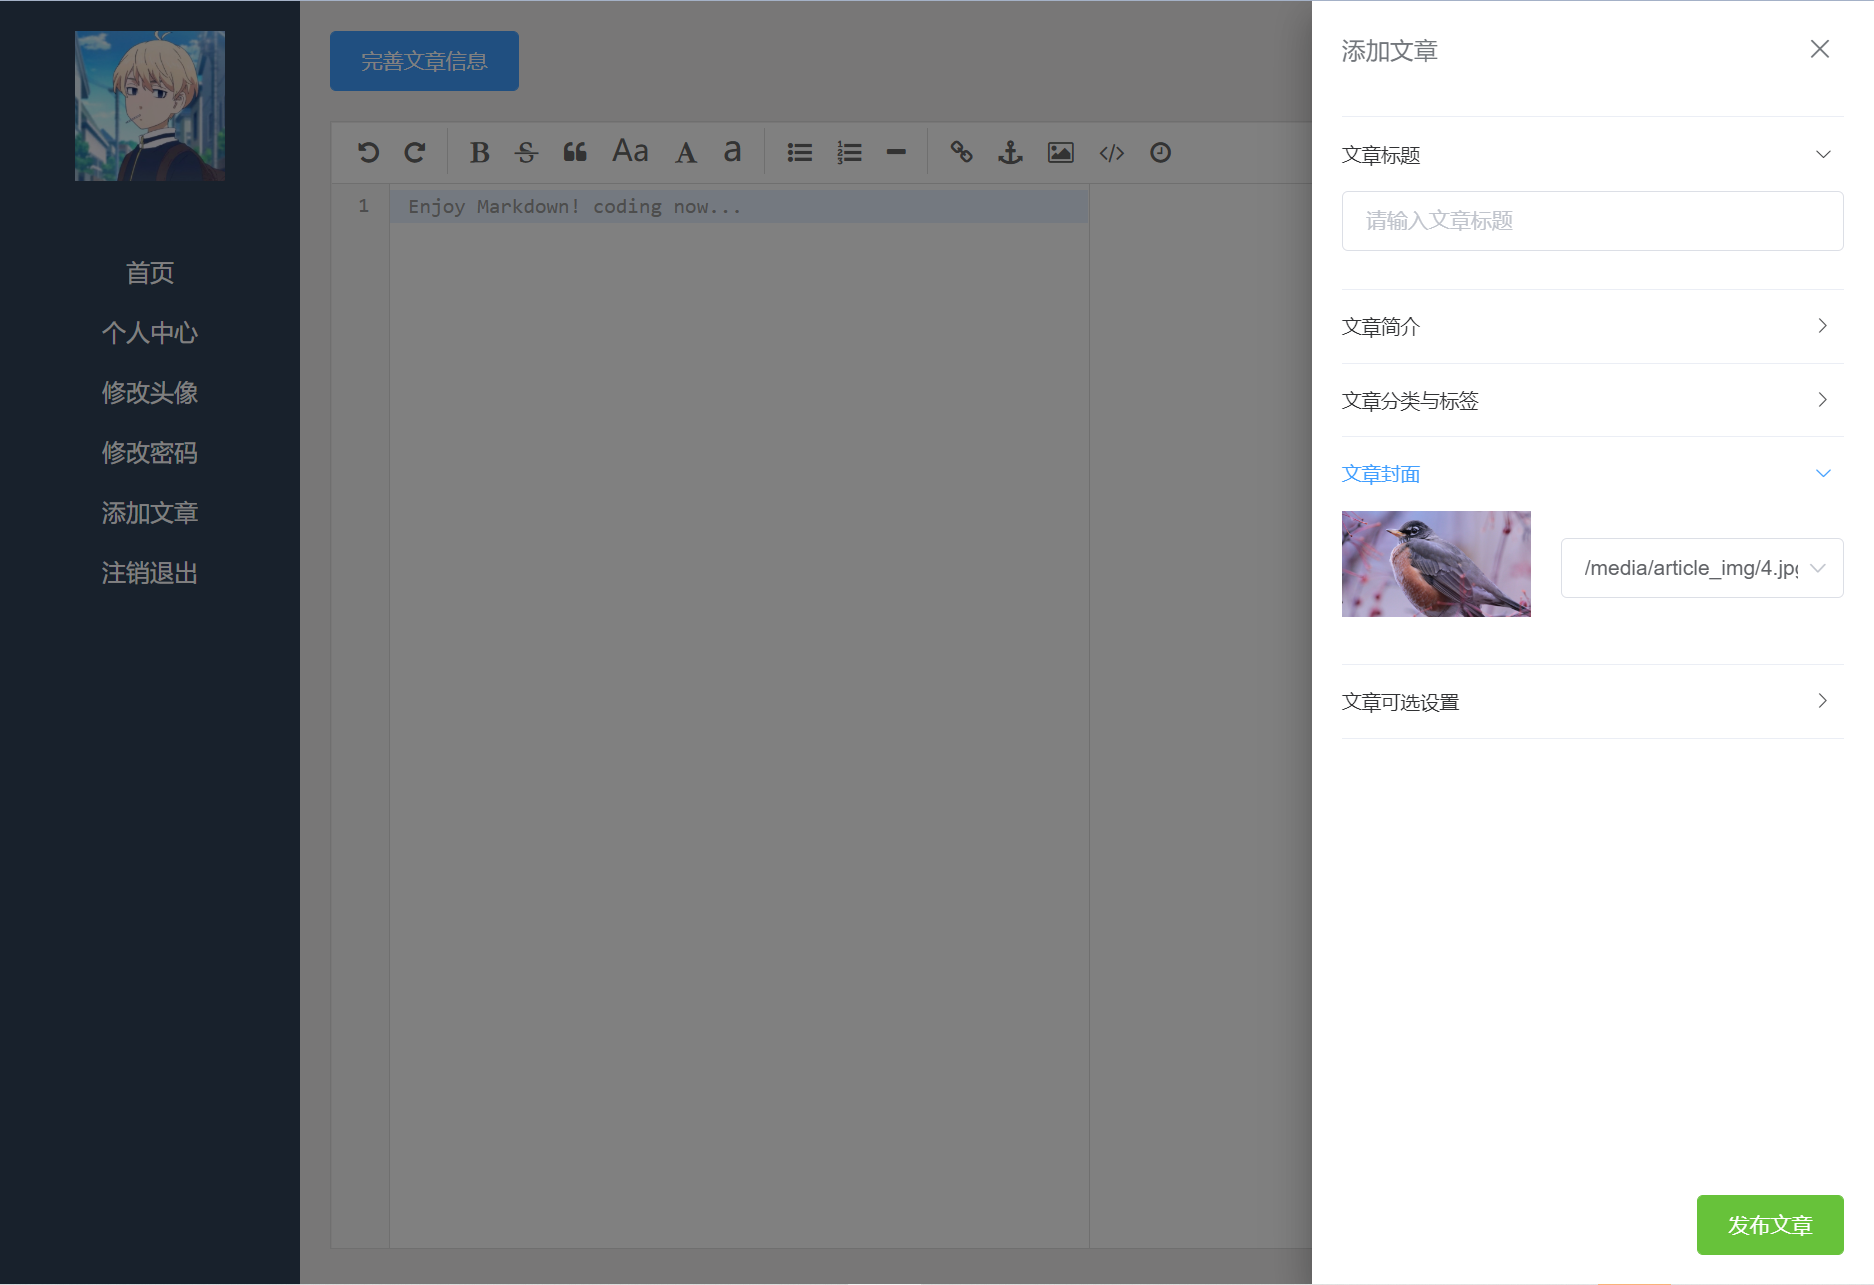 首页
个人中心
修改头像
修改密码
添加文章
注销退出
完善文章信息
1
Enjoy Markdown! coding now...
添加文章
文章标题
请输入文章标题
文章简介
文章分类与标签
文章封面
/media/article_img/4.jpg
文章可选设置
发布文章